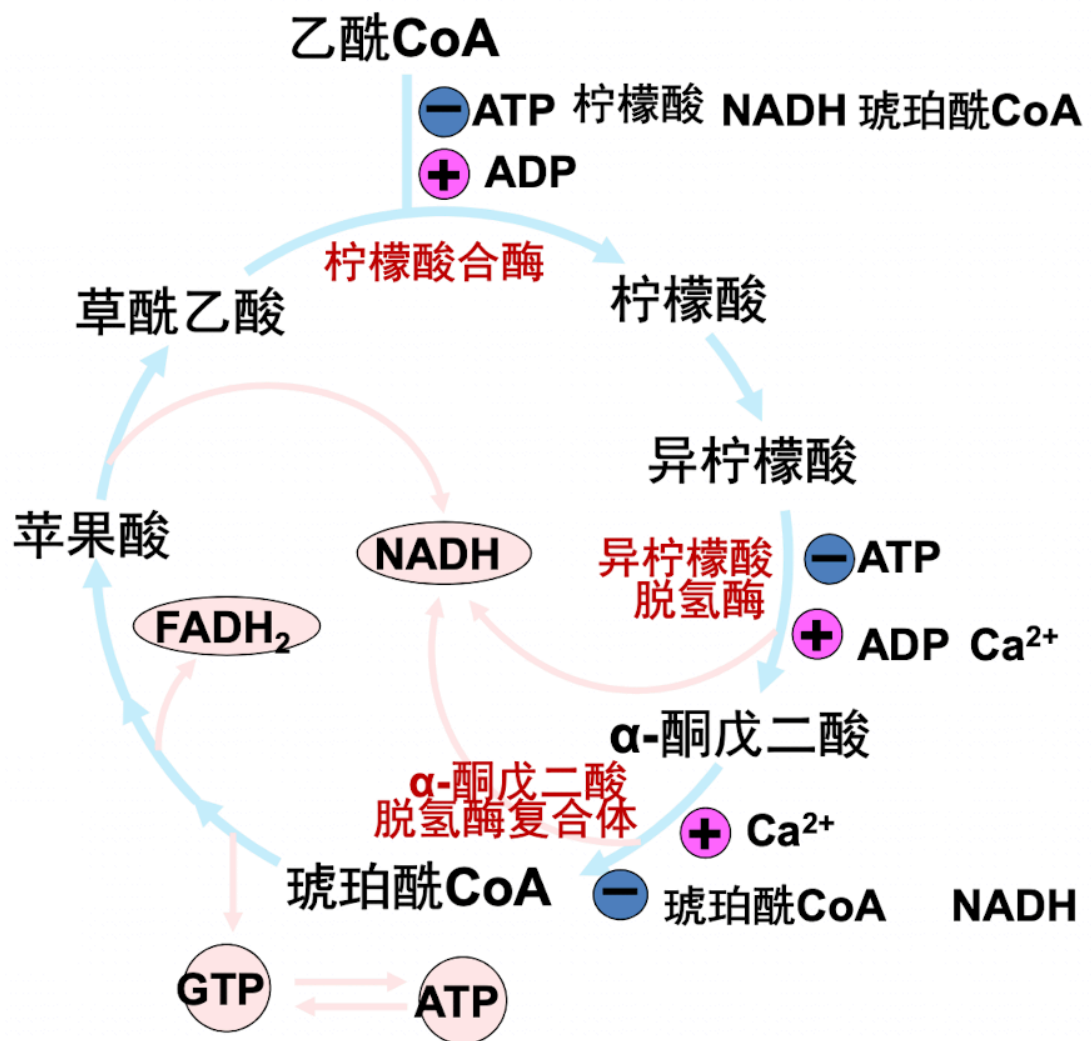 乙酰CoA
− ATP 柠檬酸 NADH 琥珀酰CoA
+ ADP
柠檬酸合酶
草酰乙酸
柠檬酸
异柠檬酸
苹果酸
NADH
异柠檬酸
脱氢酶
− ATP
+ ADP Ca²⁺
FADH₂
α-酮戊二酸
α-酮戊二酸
脱氢酶复合体
+ Ca²⁺
琥珀酰CoA
− 琥珀酰CoA NADH
GTP
ATP